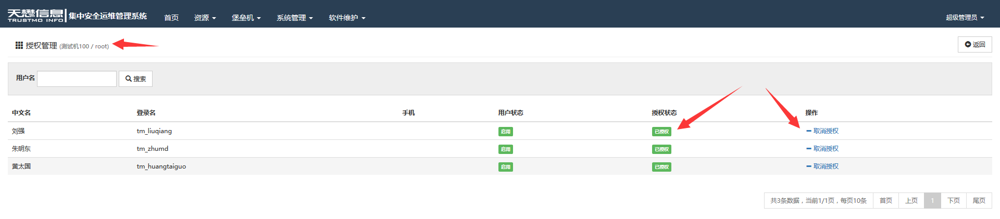 天懋信息 集中安全运维管理系统 首页 资源 堡垒机 系统管理 软件维护 超级管理员
TRUSTMO INFO
授权管理 (测试机100 / root) 返回
用户名 搜索
中文名 登录名 手机 用户状态 授权状态 操作
刘强 tm_liuqiang 启用 已授权 取消授权
朱明东 tm_zhumd 启用 已授权 取消授权
黄太国 tm_huangtaiguo 启用 已授权 取消授权
共3条数据，当前1/1页，每页10条 首页 上页 1 下页 尾页